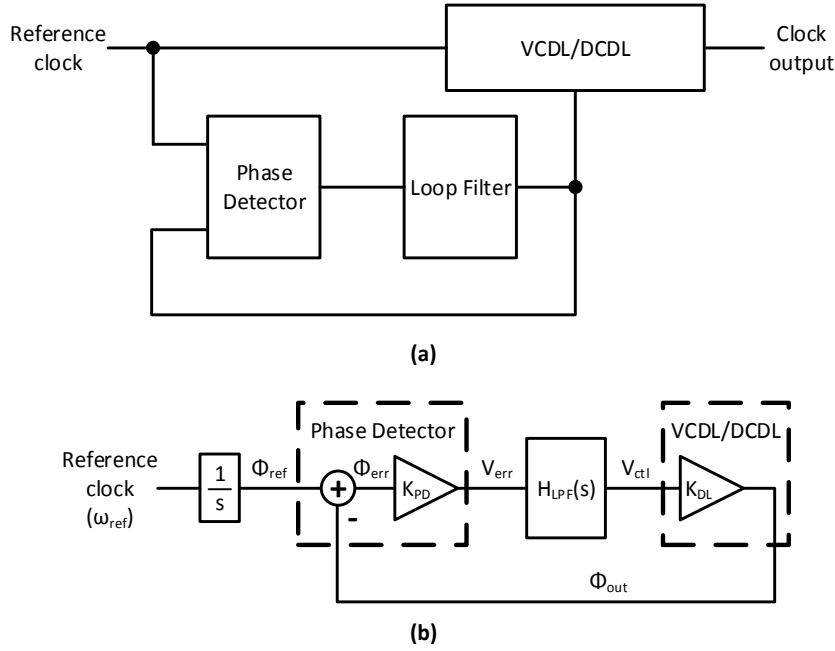 Reference
clock
VCDL/DCDL
Clock
output
Phase
Detector
Loop Filter
(a)
Phase Detector
VCDL/DCDL
Reference
clock
(ωref)
1
s
Φref
+
-
Φerr
KPD
Verr
HLPF(s)
Vctl
KDL
Φout
(b)